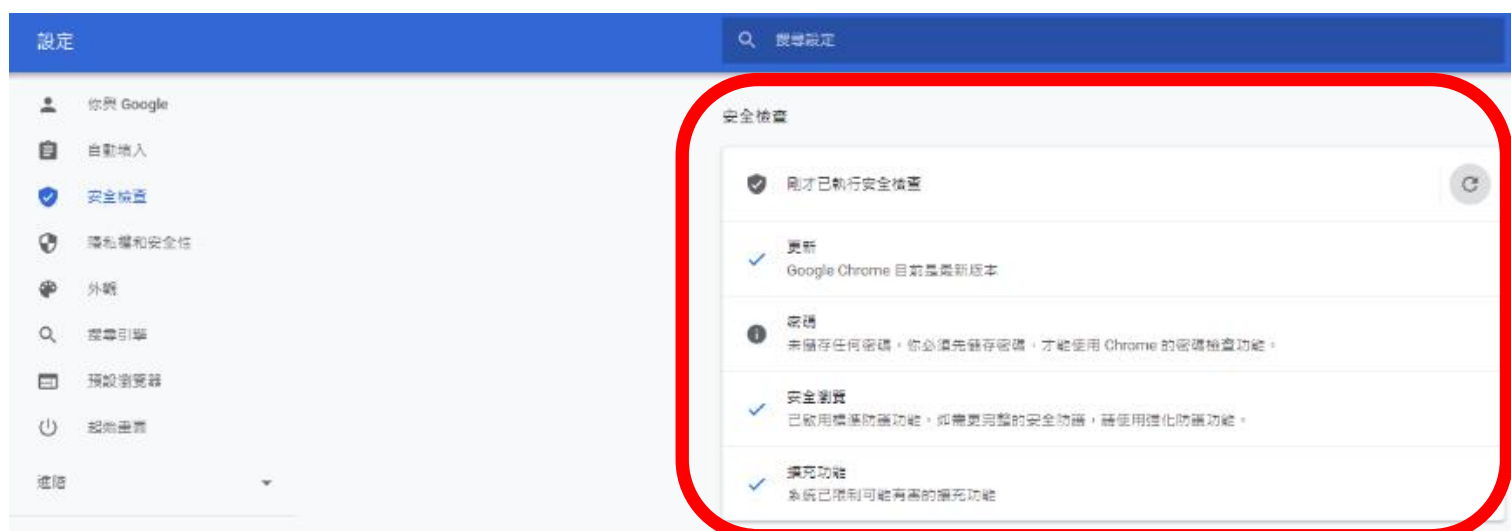 設定
搜尋設定
你與 Google
自動填入
安全檢查
隱私權和安全性
外觀
搜尋引擎
預設瀏覽器
起始畫面
進階
安全檢查
剛才已執行安全檢查
更新
Google Chrome 目前是最新版本
密碼
未儲存任何密碼。你必須先儲存密碼，才能使用 Chrome 的密碼檢查功能。
安全瀏覽
已啟用標準防護功能。如需更完整的安全防護，請使用強化防護功能。
擴充功能
系統已限制可能有害的擴充功能